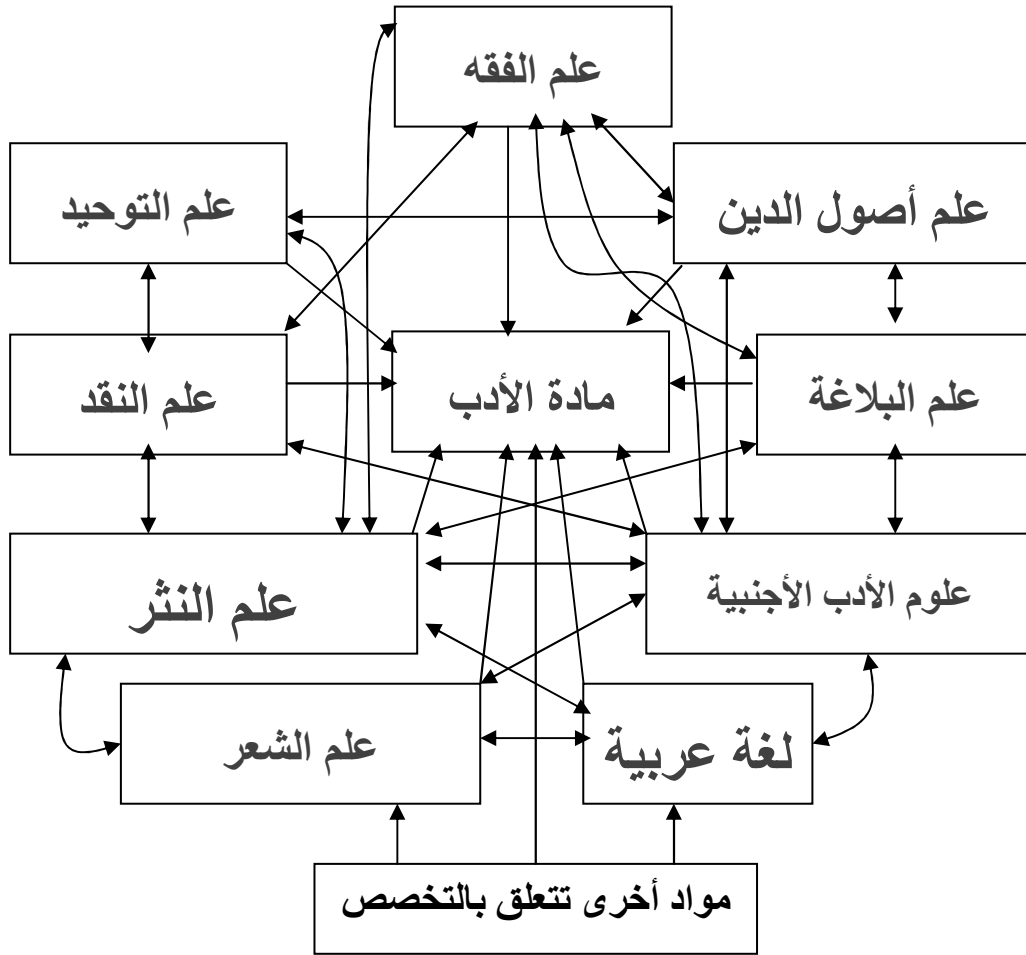 علم الفقه
علم أصول الدين
علم التوحيد
علم البلاغة
مادة الأدب
علم النقد
علوم الأدب الأجنبية
علم النثر
لغة عربية
علم الشعر
مواد أخرى تتعلق بالتخصص